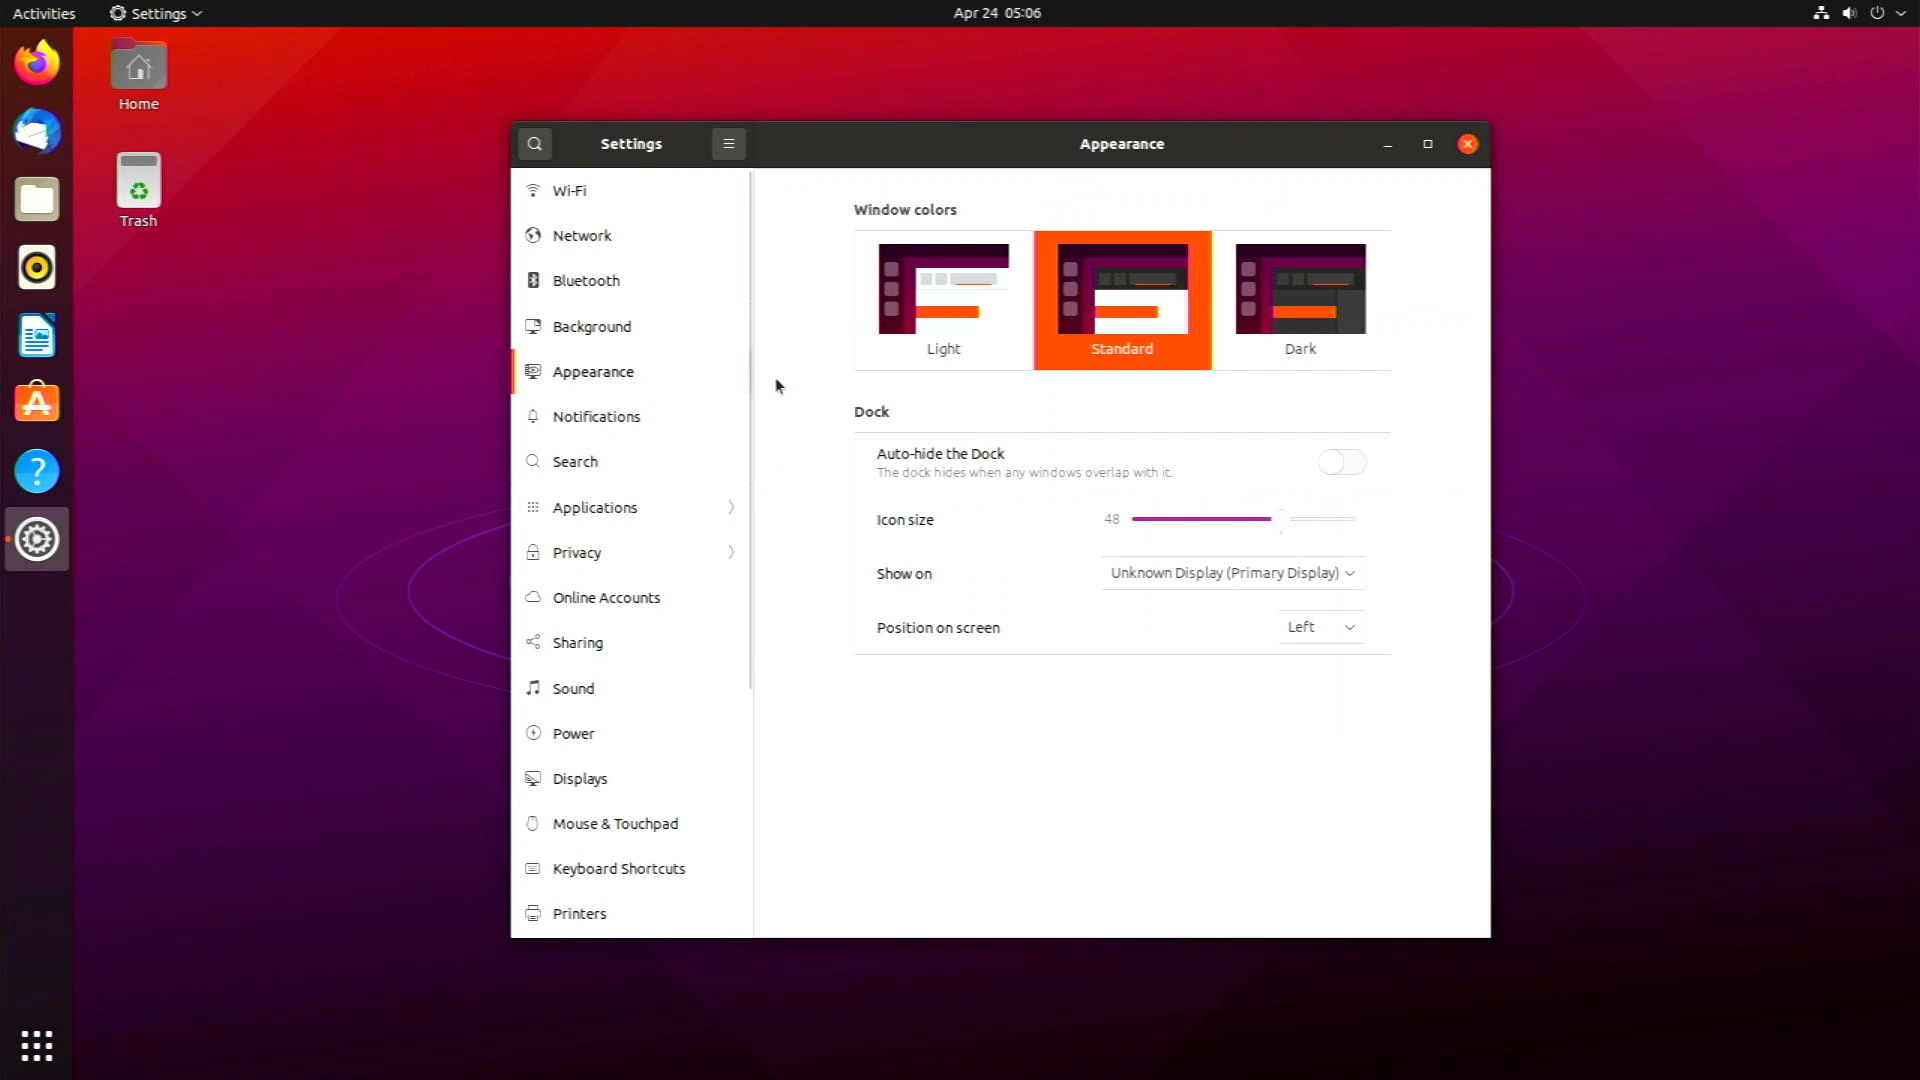 Activities
Settings
Apr 24 05:06
Home
Trash
Settings
Appearance
Wi-Fi
Network
Bluetooth
Background
Appearance
Notifications
Search
Applications
Privacy
Online Accounts
Sharing
Sound
Power
Displays
Mouse & Touchpad
Keyboard Shortcuts
Printers
Window colors
Light
Standard
Dark
Dock
Auto-hide the Dock
The dock hides when any windows overlap with it.
Icon size
48
Show on
Unknown Display (Primary Display)
Position on screen
Left